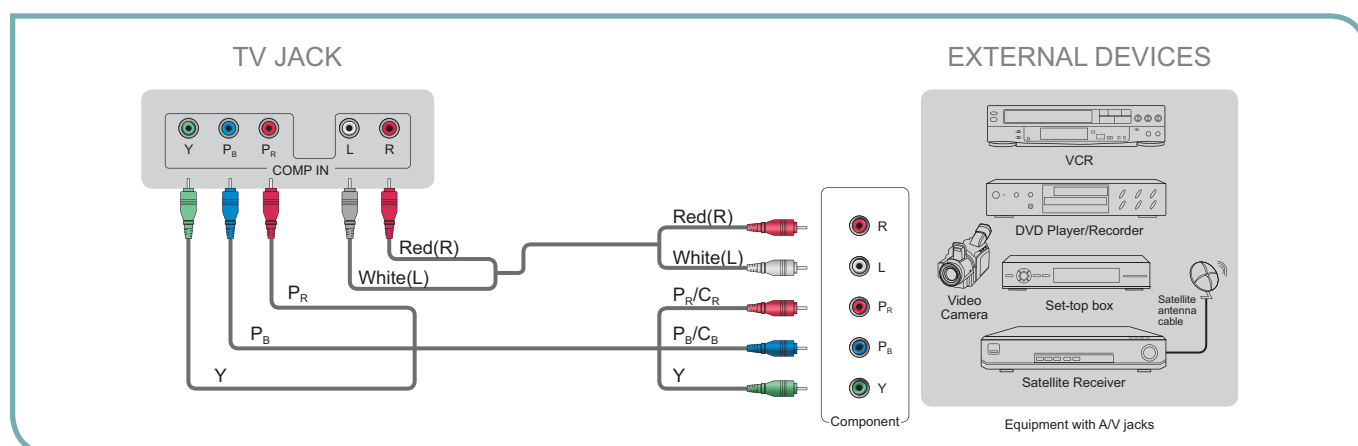 TV JACK
EXTERNAL DEVICES
Y
PB
PR
L
R
COMP IN
Red(R)
White(L)
PR
PB
Y
Red(R)
White(L)
PR/CR
PB/CB
Y
R
L
PR
PB
Y
Component
VCR
DVD Player/Recorder
Video
Camera
Set-top box
Satellite
antenna
cable
Satellite Receiver
Equipment with A/V jacks